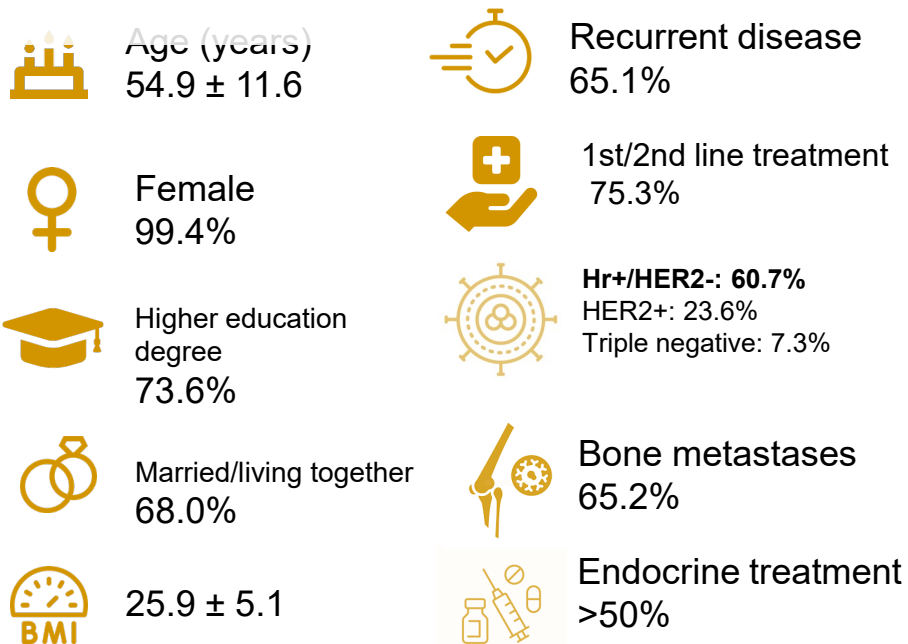 Age (years)
54.9 ± 11.6
Female
99.4%
Higher education
degree
73.6%
Married/living together
68.0%
BMI
25.9 ± 5.1
Recurrent disease
65.1%
1st/2nd line treatment
75.3%
Hr+/HER2-: 60.7%
HER2+: 23.6%
Triple negative: 7.3%
Bone metastases
65.2%
Endocrine treatment
>50%